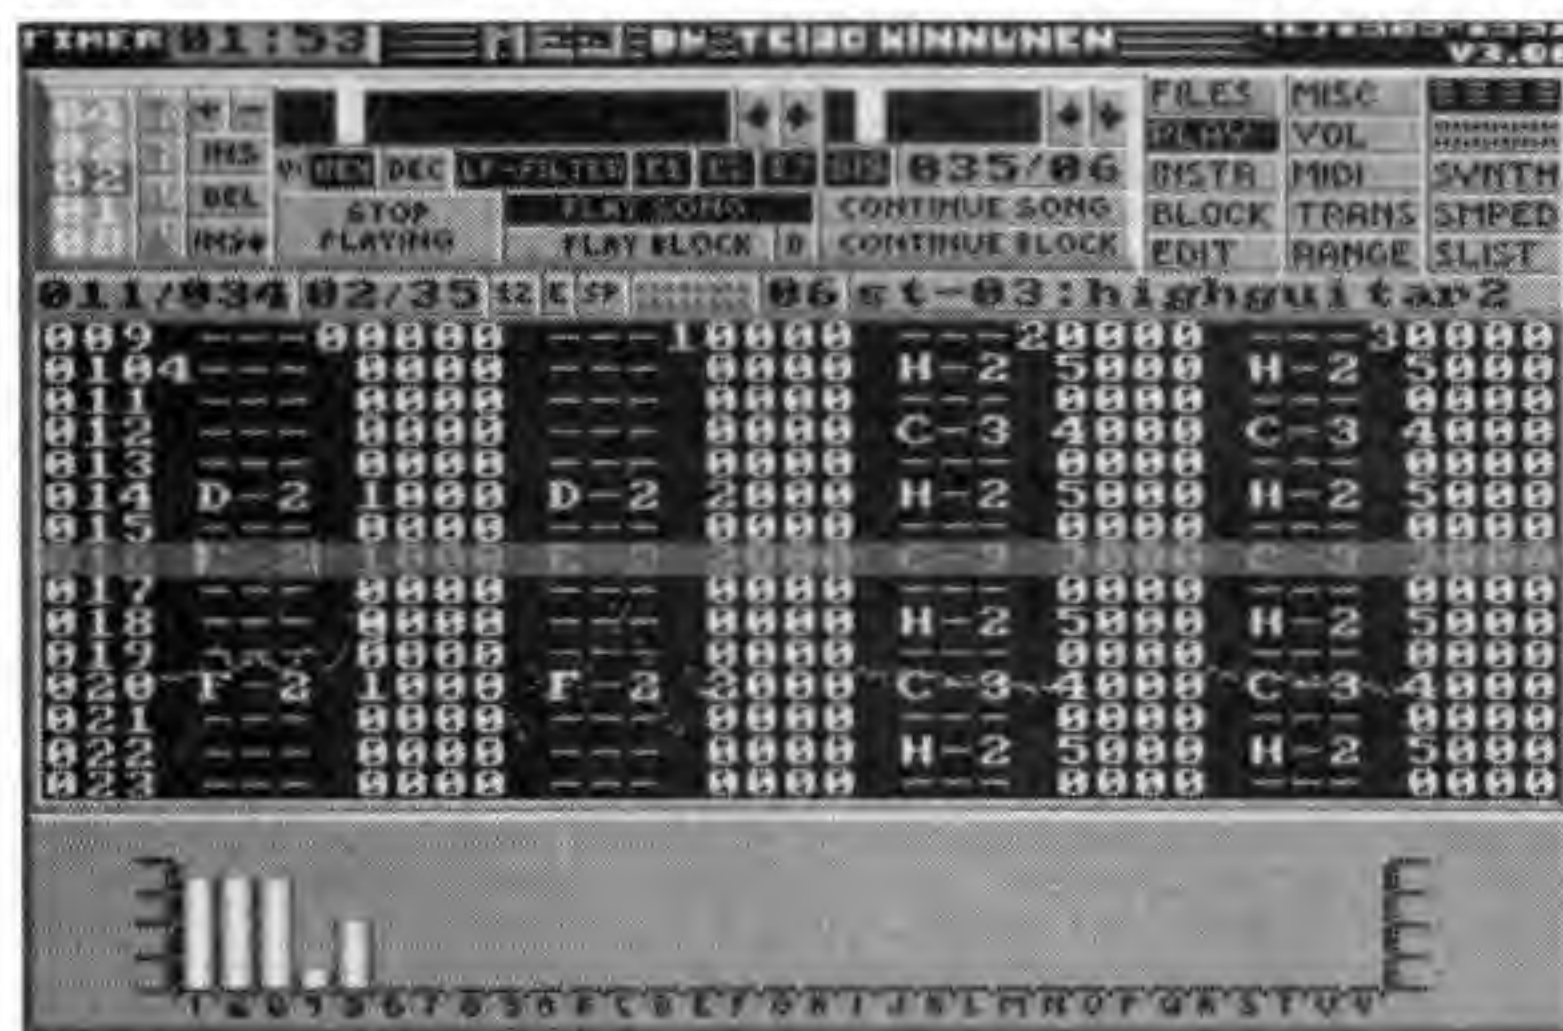 TIMER 01:53 KINNUNEN
V3.00
+ - FILES MISC
PLAY VOL
INS DEC LP-FILTER 035/06 INSTR MIDI SYNTH
DEL STOP PLAY SONG CONTINUE SONG BLOCK TRANS SMPED
PLAYING PLAY BLOCK CONTINUE BLOCK EDIT RANGE SLIST
011/034 02/35 E SP 06 st-03:highguitar2
009 --- 00000 --- 10000 --- 20000 --- 30000
0104 --- 0000 --- 0000 H-2 5000 H-2 5000
011 --- 0000 --- 0000 --- 0000 --- 0000
012 --- 0000 --- 0000 C-3 4000 C-3 4000
013 --- 0000 --- 0000 --- 0000 --- 0000
014 D-2 1000 D-2 2000 H-2 5000 H-2 5000
015 --- 0000 --- 0000 --- 0000 --- 0000
017 --- 0000 --- 0000 --- 0000 --- 0000
018 --- 0000 --- 0000 H-2 5000 H-2 5000
019 --- 0000 --- 0000 --- 0000 --- 0000
020 F-2 1000 F-2 2000 C-3 4000 C-3 4000
021 --- 0000 --- 0000 --- 0000 --- 0000
022 --- 0000 --- 0000 H-2 5000 H-2 5000
023 --- 0000 --- 0000 --- 0000 --- 0000